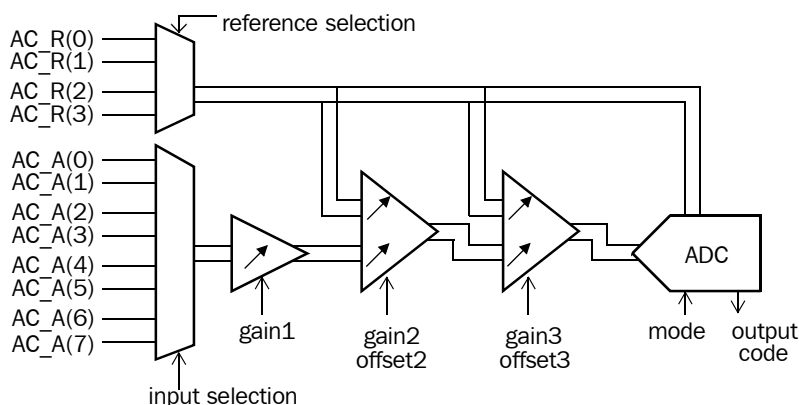 reference selection
AC_R(0)
AC_R(1)
AC_R(2)
AC_R(3)
AC_A(0)
AC_A(1)
AC_A(2)
AC_A(3)
AC_A(4)
AC_A(5)
AC_A(6)
AC_A(7)
input selection
gain1
gain2
offset2
gain3
offset3
ADC
mode
output
code